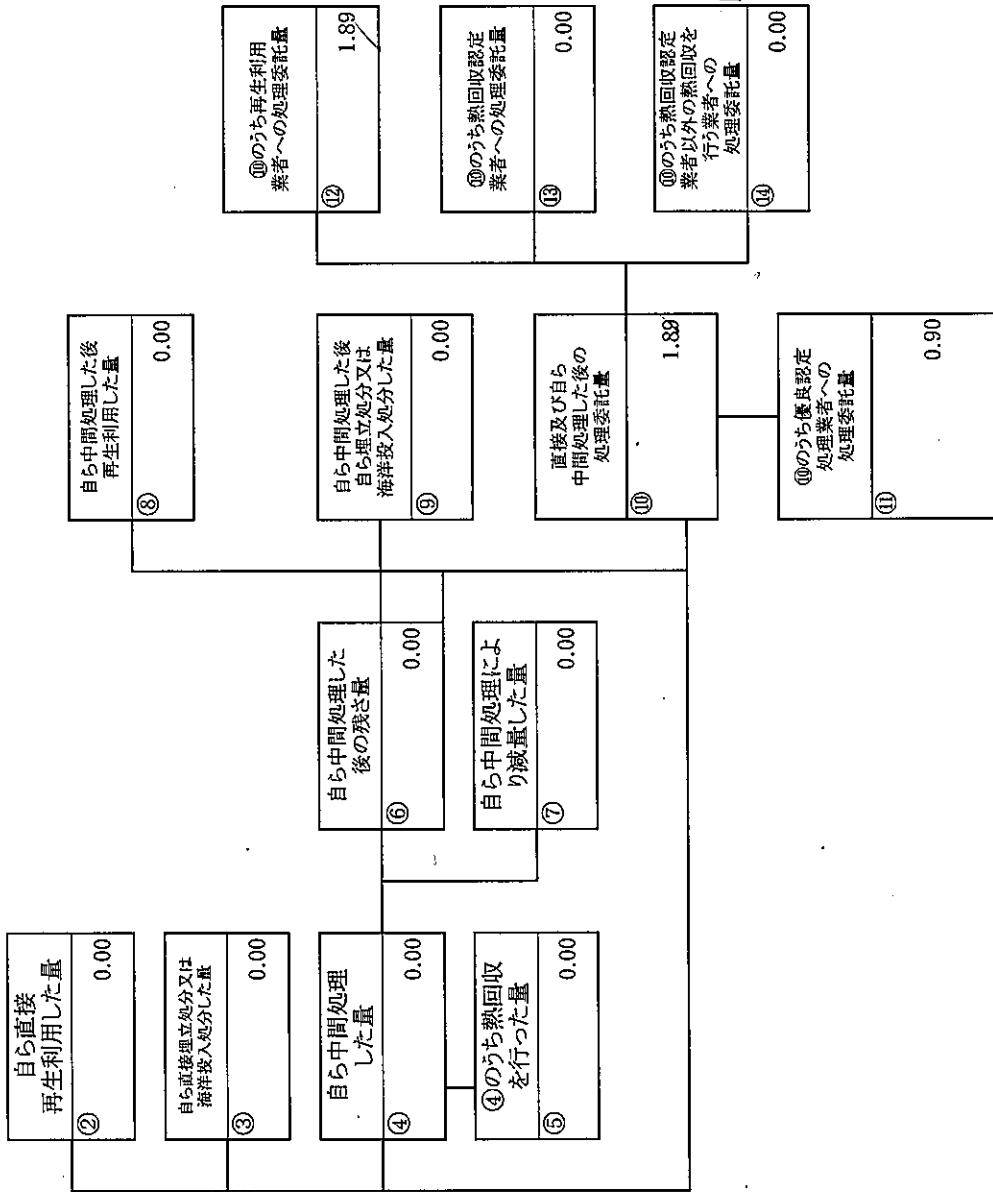 自ら直接
再生利用した量
②
0.00
自ら直接埋立処分又は
海洋投入処分した量
③
0.00
自ら中間処理
した量
④
0.00
④のうち熱回収
を行った量
⑤
0.00
自ら中間処理した
後の残さ量
⑥
0.00
自ら中間処理によ
り減量した量
⑦
0.00
自ら中間処理した後
再生利用した量
⑧
0.00
自ら中間処理した後
自ら埋立処分又は
海洋投入処分した量
⑨
0.00
直接及び自ら
中間処理した後の
処理委託量
⑩
1.89
⑩のうち優良認定
処理業者への
処理委託量
⑪
0.90
⑩のうち再生利用
業者への処理委託量
⑫
1.89
⑩のうち熱回収認定
業者への処理委託量
⑬
0.00
⑩のうち熱回収認定
業者以外の熱回収を
行う業者への
処理委託量
⑭
0.00